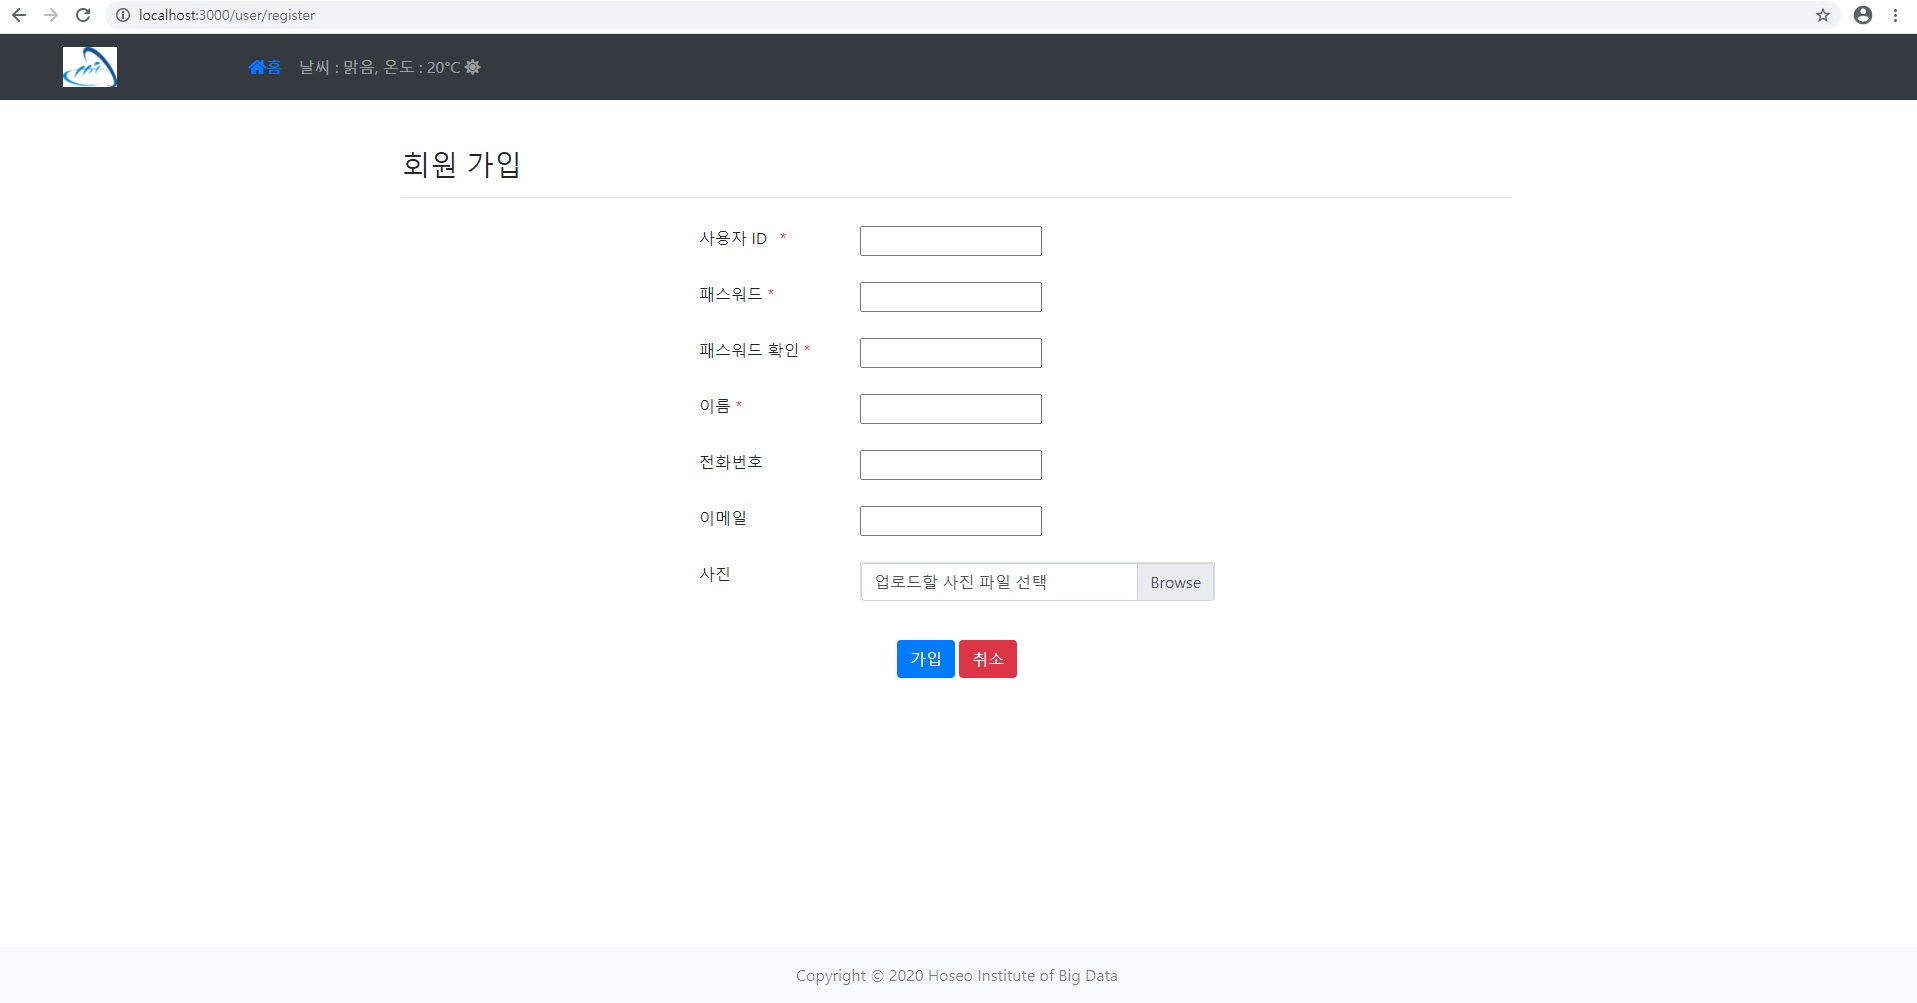 localhost:3000/user/register
홈 날씨 : 맑음, 온도 : 20°C
회원 가입
사용자 ID *
패스워드 *
패스워드 확인 *
이름 *
전화번호
이메일
사진 업로드할 사진 파일 선택 Browse
가입 취소
Copyright © 2020 Hoseo Institute of Big Data